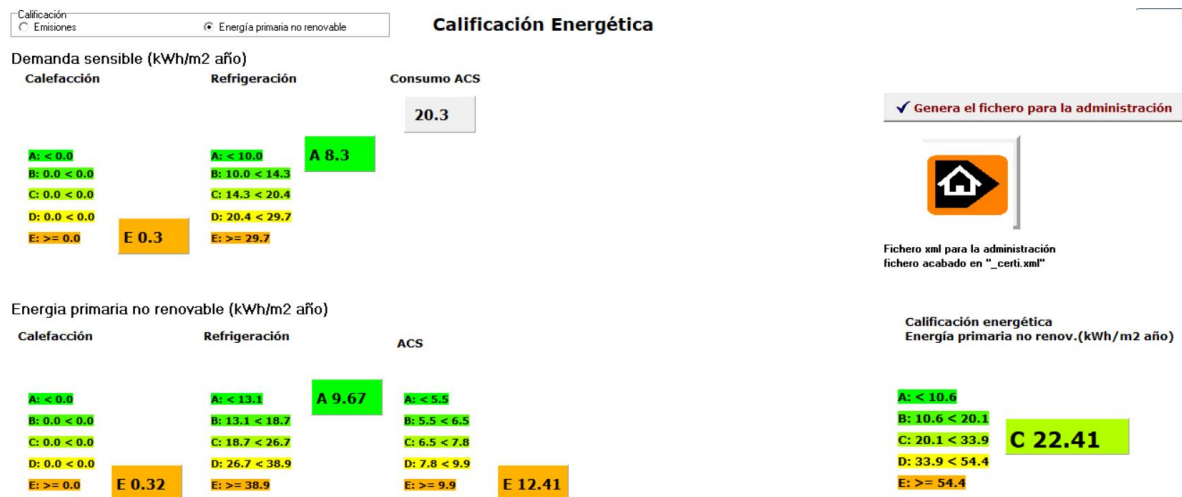 Calificación
Emisiones
Energía primaria no renovable
Calificación Energética
Demanda sensible (kWh/m2 año)
Calefacción
Refrigeración
Consumo ACS
20.3
A: < 0.0
B: 0.0 < 0.0
C: 0.0 < 0.0
D: 0.0 < 0.0
E: >= 0.0
E 0.3
A: < 10.0
B: 10.0 < 14.3
C: 14.3 < 20.4
D: 20.4 < 29.7
E: >= 29.7
A 8.3
Genera el fichero para la administración
Fichero xml para la administración
fichero acabado en "_certi.xml"
Energia primaria no renovable (kWh/m2 año)
Calefacción
Refrigeración
ACS
A: < 0.0
B: 0.0 < 0.0
C: 0.0 < 0.0
D: 0.0 < 0.0
E: >= 0.0
E 0.32
A: < 13.1
B: 13.1 < 18.7
C: 18.7 < 26.7
D: 26.7 < 38.9
E: >= 38.9
A 9.67
A: < 5.5
B: 5.5 < 6.5
C: 6.5 < 7.8
D: 7.8 < 9.9
E: >= 9.9
E 12.41
Calificación energética
Energía primaria no renov.(kWh/m2 año)
A: < 10.6
B: 10.6 < 20.1
C: 20.1 < 33.9
D: 33.9 < 54.4
E: >= 54.4
C 22.41